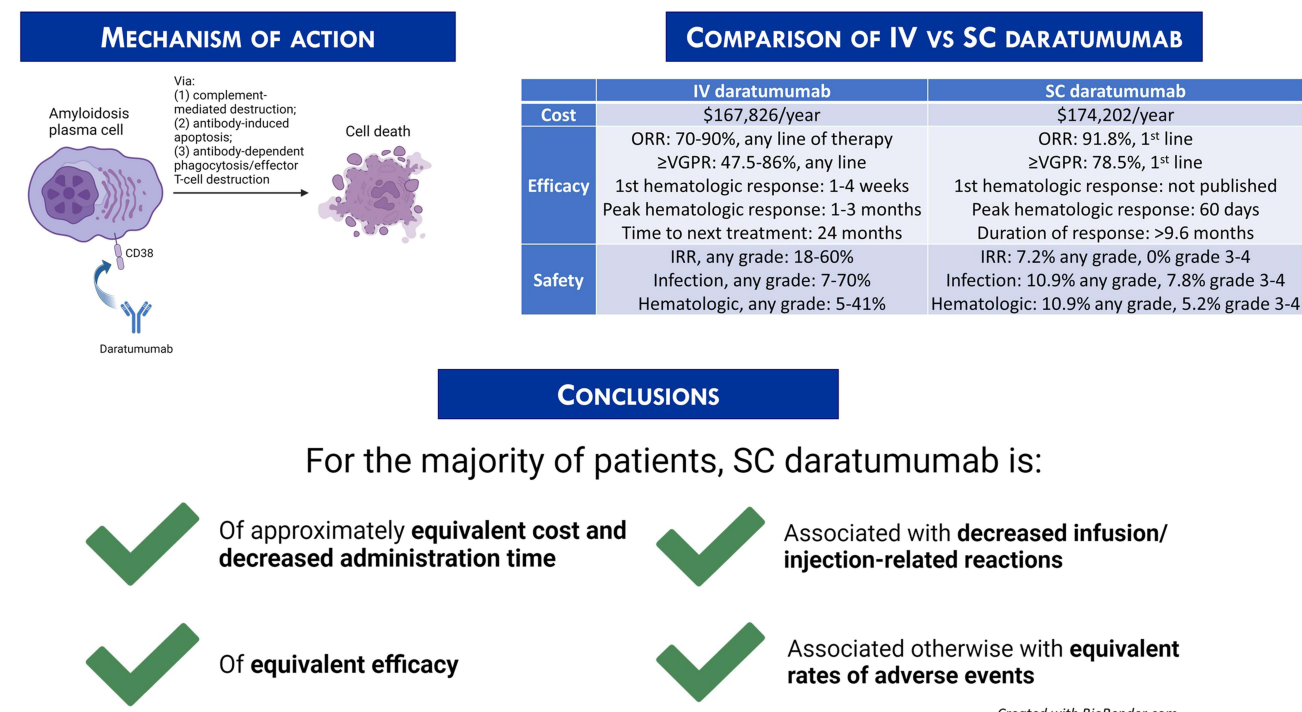 MECHANISM OF ACTION
Via:
(1) complement-
mediated destruction;
(2) antibody-induced
apoptosis;
(3) antibody-dependent
phagocytosis/effector
T-cell destruction
Amyloidosis
plasma cell
Cell death
CD38
Daratumumab
COMPARISON OF IV VS SC DARATUMUMAB
IV daratumumab SC daratumumab
Cost $167,826/year $174,202/year
Efficacy
ORR: 70-90%, any line of therapy ORR: 91.8%, 1st line
≥VGPR: 47.5-86%, any line ≥VGPR: 78.5%, 1st line
1st hematologic response: 1-4 weeks 1st hematologic response: not published
Peak hematologic response: 1-3 months Peak hematologic response: 60 days
Time to next treatment: 24 months Duration of response: >9.6 months
Safety
IRR, any grade: 18-60% IRR: 7.2% any grade, 0% grade 3-4
Infection, any grade: 7-70% Infection: 10.9% any grade, 7.8% grade 3-4
Hematologic, any grade: 5-41% Hematologic: 10.9% any grade, 5.2% grade 3-4
CONCLUSIONS
For the majority of patients, SC daratumumab is:
Of approximately equivalent cost and
decreased administration time
Associated with decreased infusion/
injection-related reactions
Of equivalent efficacy
Associated otherwise with equivalent
rates of adverse events
Created with BioRender.com